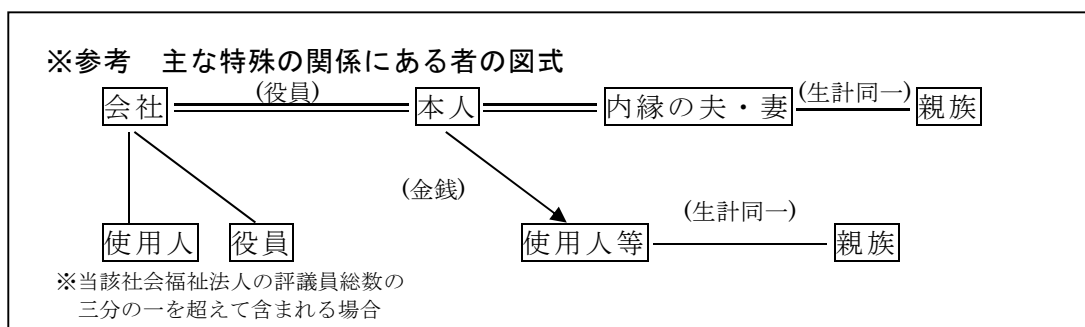 ※参考　主な特殊の関係にある者の図式
会社 (役員) 本人 内縁の夫・妻 (生計同一) 親族
(金銭) (生計同一)
使用人 役員 使用人等 親族
※当該社会福祉法人の評議員総数の
三分の一を超えて含まれる場合